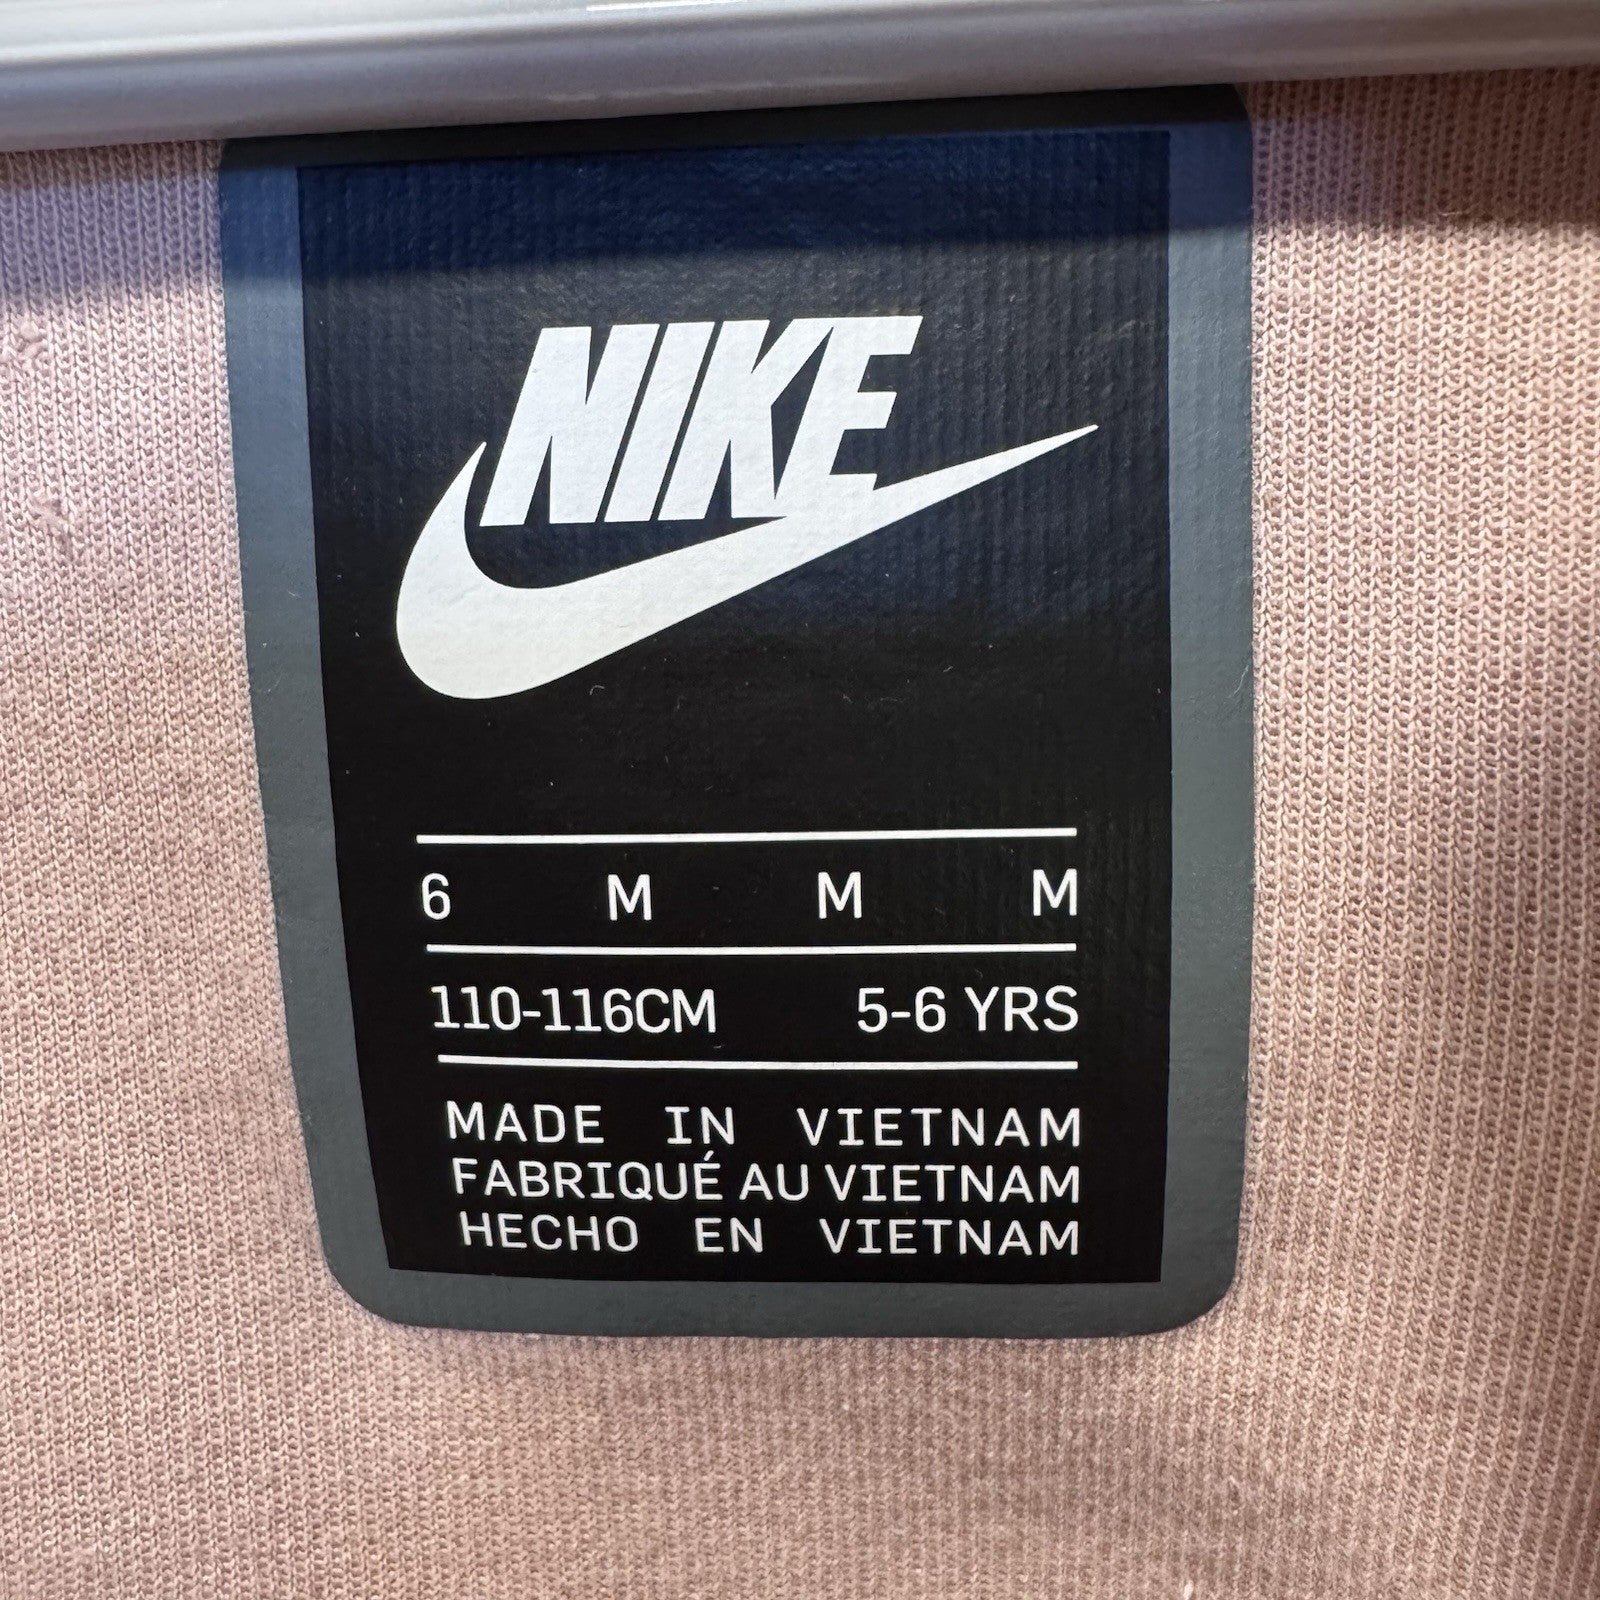 NIKE
6 M M M
110-116CM 5-6 YRS
MADE IN VIETNAM
FABRIQUÉ AU VIETNAM
HECHO EN VIETNAM